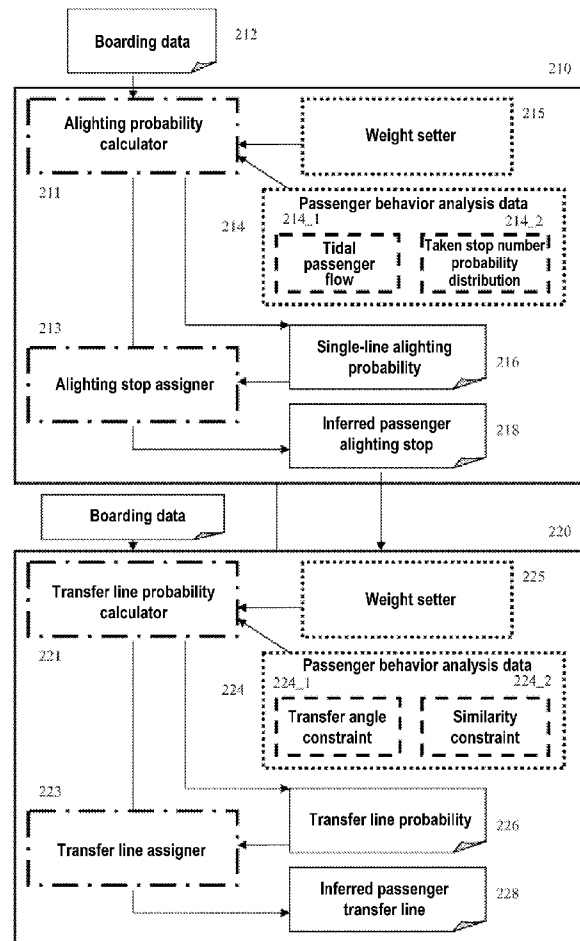 Boarding data
212
210
Alighting probability
calculator
211
215
Weight setter
Passenger behavior analysis data
214
214_1
214_2
Tidal
passenger
flow
Taken stop number
probability
distribution
213
Alighting stop assigner
Single-line alighting
probability
216
Inferred passenger
alighting stop
218
Boarding data
220
Transfer line probability
calculator
221
225
Weight setter
Passenger behavior analysis data
224
224_1
224_2
Transfer angle
constraint
Similarity
constraint
223
Transfer line assigner
Transfer line probability
226
Inferred passenger
transfer line
228